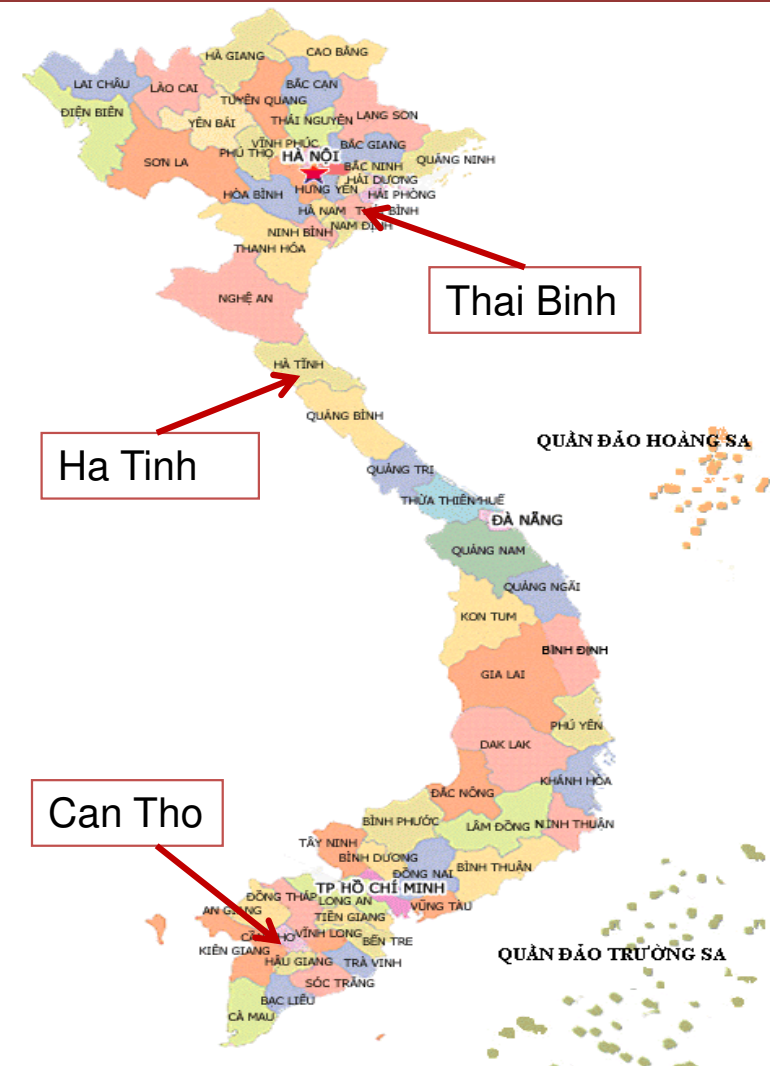 HÀ GIANG
CAO BẰNG
LAI CHÂU
LÀO CAI
BẮC CẠN
TUYÊN QUANG
ĐIỆN BIÊN
YÊN BÁI
THÁI NGUYÊN
LẠNG SƠN
VĨNH PHÚC
BẮC GIANG
PHÚ THỌ
HÀ NỘI
SƠN LA
BẮC NINH
QUẢNG NINH
HẢI DƯƠNG
HÒA BÌNH
HƯNG YÊN
HẢI PHÒNG
HÀ NAM
THÁI BÌNH
NINH BÌNH
NAM ĐỊNH
THANH HÓA
Thai Binh
NGHỆ AN
HÀ TĨNH
QUẢNG BÌNH
Ha Tinh
QUẦN ĐẢO HOÀNG SA
QUẢNG TRỊ
THỪA THIÊN HUẾ
ĐÀ NẴNG
QUẢNG NAM
QUẢNG NGÃI
KON TUM
BÌNH ĐỊNH
GIA LAI
PHÚ YÊN
DAK LAK
KHÁNH HÒA
ĐẮC NÔNG
Can Tho
BÌNH PHƯỚC
LÂM ĐỒNG
NINH THUẬN
TÂY NINH
BÌNH DƯƠNG
ĐỒNG NAI
BÌNH THUẬN
TP HỒ CHÍ MINH
ĐỒNG THÁP
LONG AN
VŨNG TÀU
AN GIANG
TIỀN GIANG
CẦN THƠ
VĨNH LONG
BẾN TRE
KIÊN GIANG
HẬU GIANG
TRÀ VINH
QUẦN ĐẢO TRƯỜNG SA
SÓC TRĂNG
BẠC LIÊU
CÀ MAU